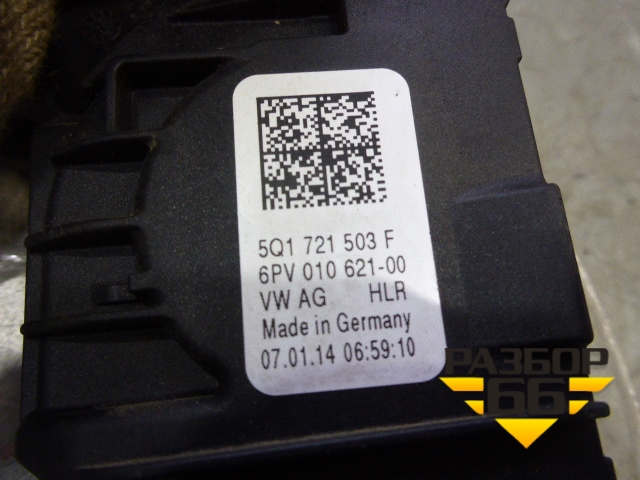 5Q1 721 503 F
6PV 010 621-00
VW AG HLR
Made in Germany
07.01.14 06:59:10
РАЗБОР
66